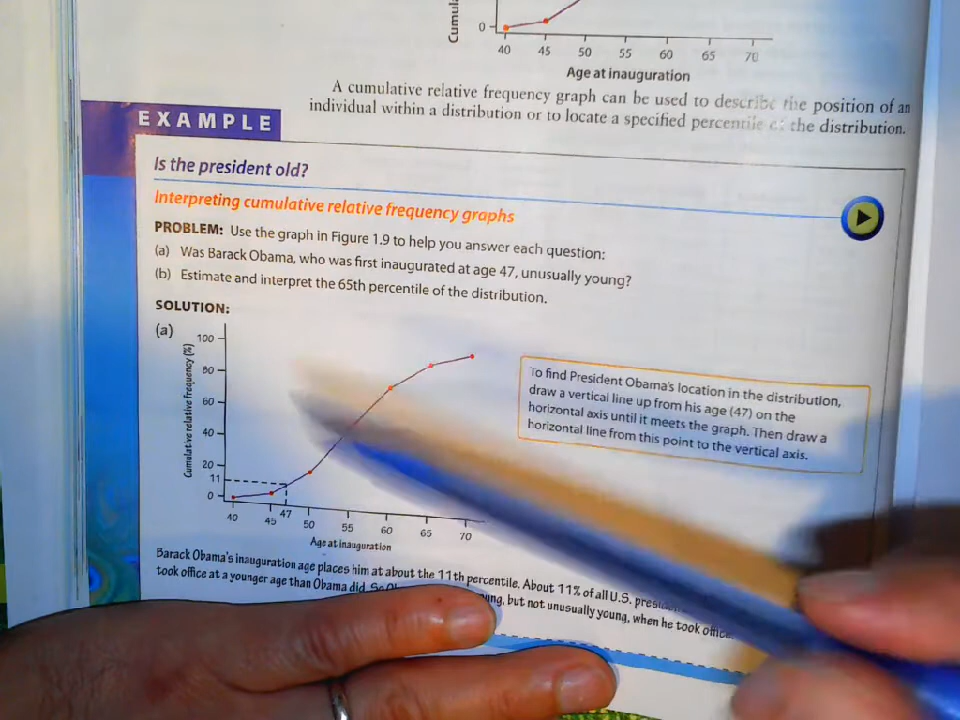 0
40 45 50 55 60 65 70
Age at inauguration
A cumulative relative frequency graph can be used to describe the position of an
individual within a distribution or to locate a specified percentile of the distribution.
EXAMPLE
Is the president old?
Interpreting cumulative relative frequency graphs
PROBLEM: Use the graph in Figure 1.9 to help you answer each question:
(a) Was Barack Obama, who was first inaugurated at age 47, unusually young?
(b) Estimate and interpret the 65th percentile of the distribution.
SOLUTION:
(a)
Cumulative relative frequency (%)
100
80
60
40
20
11
0
40 45 47 50 55 60 65 70
Age at inauguration
To find President Obama's location in the distribution,
draw a vertical line up from his age (47) on the
horizontal axis until it meets the graph. Then draw a
horizontal line from this point to the vertical axis.
Barack Obama's inauguration age places him at about the 11th percentile. About 11% of all U.S.
took office at a younger age than Obama did. but not unusually young, when he took office.